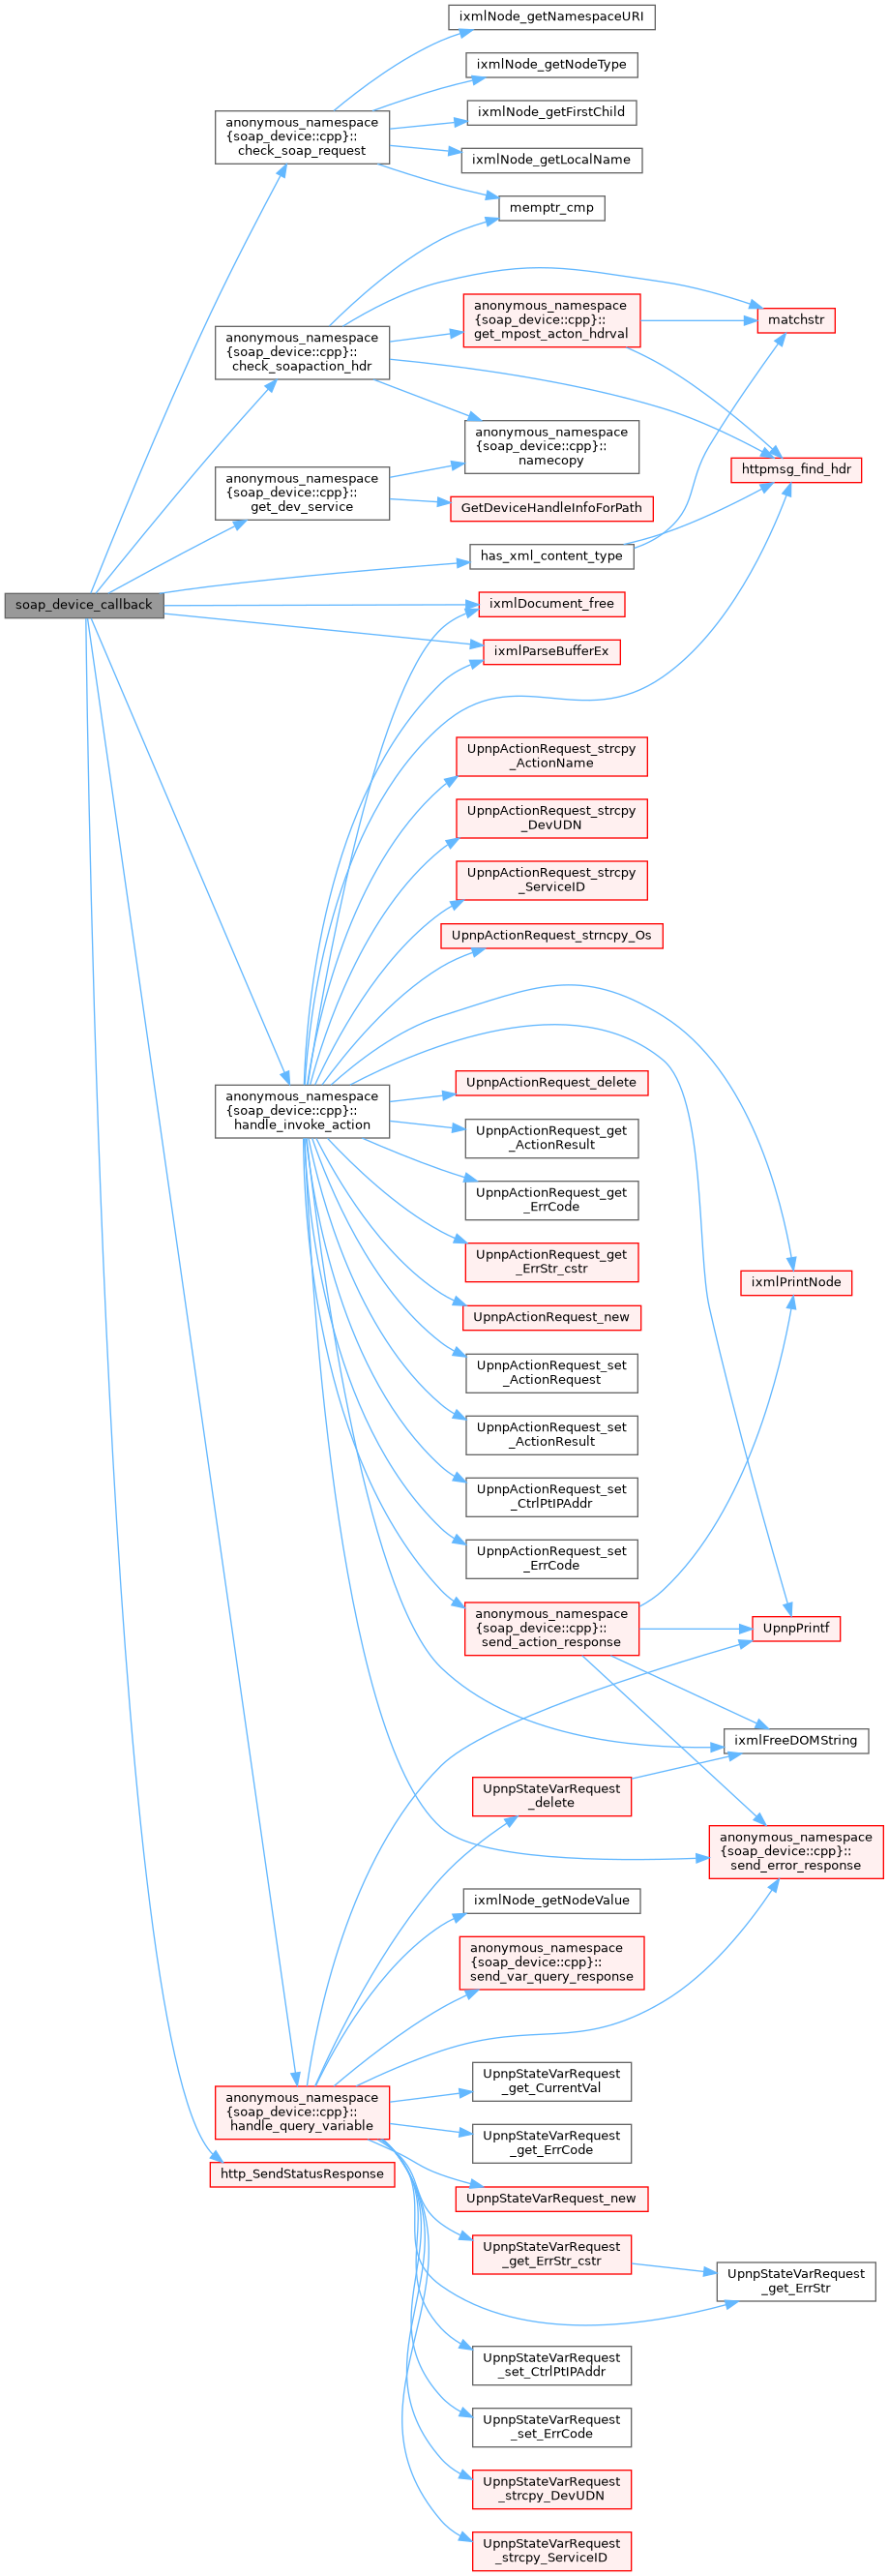 ixmlNode_getNamespaceURI
ixmlNode_getNodeType
ixmlNode_getFirstChild
ixmlNode_getLocalName
memptr_cmp
anonymous_namespace
{soap_device::cpp}::
check_soap_request
anonymous_namespace
{soap_device::cpp}::
get_mpost_acton_hdrval
matchstr
anonymous_namespace
{soap_device::cpp}::
check_soapaction_hdr
anonymous_namespace
{soap_device::cpp}::
namecopy
httpmsg_find_hdr
anonymous_namespace
{soap_device::cpp}::
get_dev_service
GetDeviceHandleInfoForPath
has_xml_content_type
soap_device_callback
ixmlDocument_free
ixmlParseBufferEx
UpnpActionRequest_strcpy
_ActionName
UpnpActionRequest_strcpy
_DevUDN
UpnpActionRequest_strcpy
_ServiceID
UpnpActionRequest_strncpy_Os
UpnpActionRequest_delete
anonymous_namespace
{soap_device::cpp}::
handle_invoke_action
UpnpActionRequest_get
_ActionResult
UpnpActionRequest_get
_ErrCode
UpnpActionRequest_get
_ErrStr_cstr
ixmlPrintNode
UpnpActionRequest_new
UpnpActionRequest_set
_ActionRequest
UpnpActionRequest_set
_ActionResult
UpnpActionRequest_set
_CtrlPtIPAddr
UpnpActionRequest_set
_ErrCode
anonymous_namespace
{soap_device::cpp}::
send_action_response
UpnpPrintf
ixmlFreeDOMString
UpnpStateVarRequest
_delete
anonymous_namespace
{soap_device::cpp}::
send_error_response
ixmlNode_getNodeValue
anonymous_namespace
{soap_device::cpp}::
send_var_query_response
UpnpStateVarRequest
_get_CurrentVal
anonymous_namespace
{soap_device::cpp}::
handle_query_variable
UpnpStateVarRequest
_get_ErrCode
http_SendStatusResponse
UpnpStateVarRequest_new
UpnpStateVarRequest
_get_ErrStr_cstr
UpnpStateVarRequest
_get_ErrStr
UpnpStateVarRequest
_set_CtrlPtIPAddr
UpnpStateVarRequest
_set_ErrCode
UpnpStateVarRequest
_strcpy_DevUDN
UpnpStateVarRequest
_strcpy_ServiceID